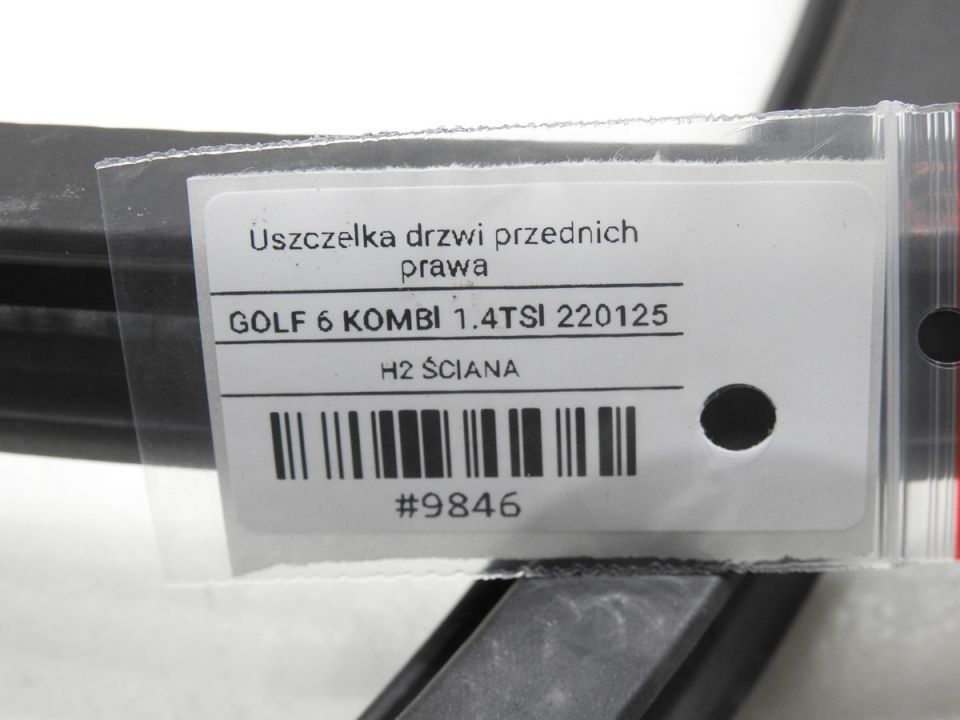 Uszczelka drzwi przednich
prawa
GOLF 6 KOMBI 1.4TSI 220125
H2 ŚCIANA
#9846